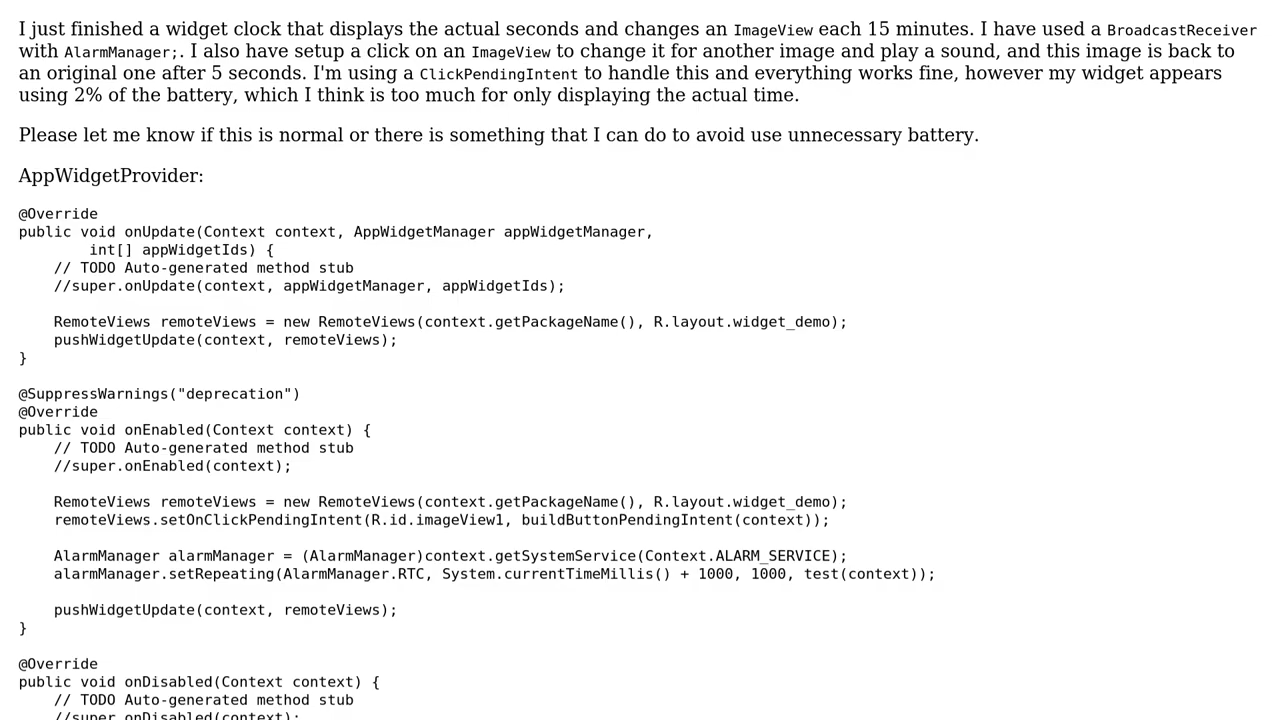 I just finished a widget clock that displays the actual seconds and changes an ImageView each 15 minutes. I have used a BroadcastReceiver
with AlarmManager;. I also have setup a click on an ImageView to change it for another image and play a sound, and this image is back to
an original one after 5 seconds. I'm using a ClickPendingIntent to handle this and everything works fine, however my widget appears
using 2% of the battery, which I think is too much for only displaying the actual time.
Please let me know if this is normal or there is something that I can do to avoid use unnecessary battery.
AppWidgetProvider:
@Override
public void onUpdate(Context context, AppWidgetManager appWidgetManager,
        int[] appWidgetIds) {
    // TODO Auto-generated method stub
    //super.onUpdate(context, appWidgetManager, appWidgetIds);
    RemoteViews remoteViews = new RemoteViews(context.getPackageName(), R.layout.widget_demo);
    pushWidgetUpdate(context, remoteViews);
}
@SuppressWarnings("deprecation")
@Override
public void onEnabled(Context context) {
    // TODO Auto-generated method stub
    //super.onEnabled(context);
    RemoteViews remoteViews = new RemoteViews(context.getPackageName(), R.layout.widget_demo);
    remoteViews.setOnClickPendingIntent(R.id.imageView1, buildButtonPendingIntent(context));
    AlarmManager alarmManager = (AlarmManager)context.getSystemService(Context.ALARM_SERVICE);
    alarmManager.setRepeating(AlarmManager.RTC, System.currentTimeMillis() + 1000, 1000, test(context));
    pushWidgetUpdate(context, remoteViews);
}
@Override
public void onDisabled(Context context) {
    // TODO Auto-generated method stub
    //super.onDisabled(context);